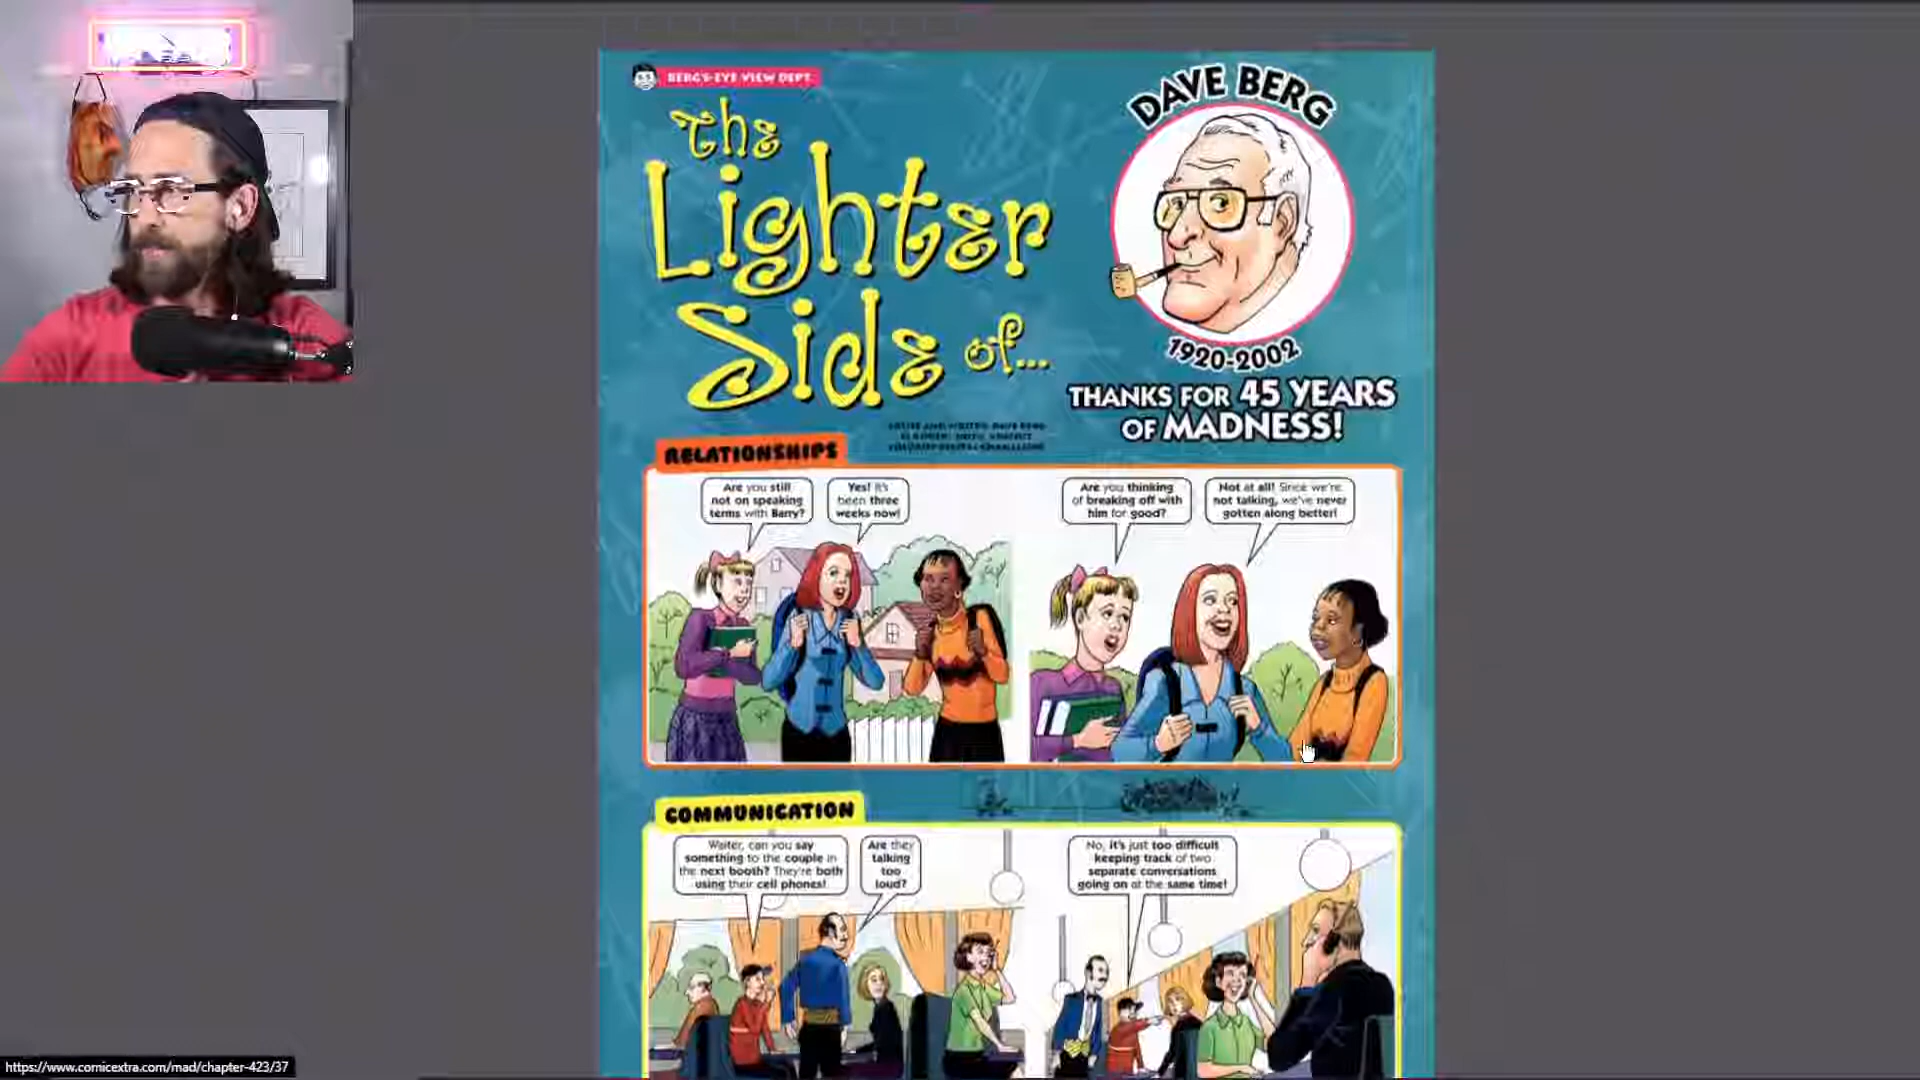 BERG'S-EYE VIEW DEPT.
The
Lighter
Side of...
DAVE BERG
1920-2002
THANKS FOR 45 YEARS
OF MADNESS!
RELATIONSHIPS
Are you still
not on speaking
terms with Barry?
Yes! It's
been three
weeks now!
Are you thinking
of breaking off with
him for good?
Not at all! Since we're
not talking, we've never
gotten along better!
COMMUNICATION
Waiter, can you say
something to the couple in
the next booth? They're both
using their cell phones!
Are they
talking
too
loud?
No, it's just too difficult
keeping track of two
separate conversations
going on at the same time!
https://www.comicextra.com/mad/chapter-423/37